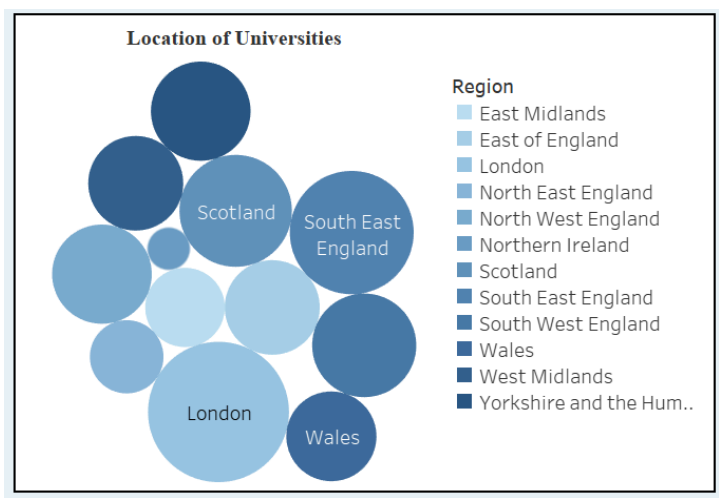 Location of Universities
Scotland
South East
England
London
Wales
Region
East Midlands
East of England
London
North East England
North West England
Northern Ireland
Scotland
South East England
South West England
Wales
West Midlands
Yorkshire and the Hum..